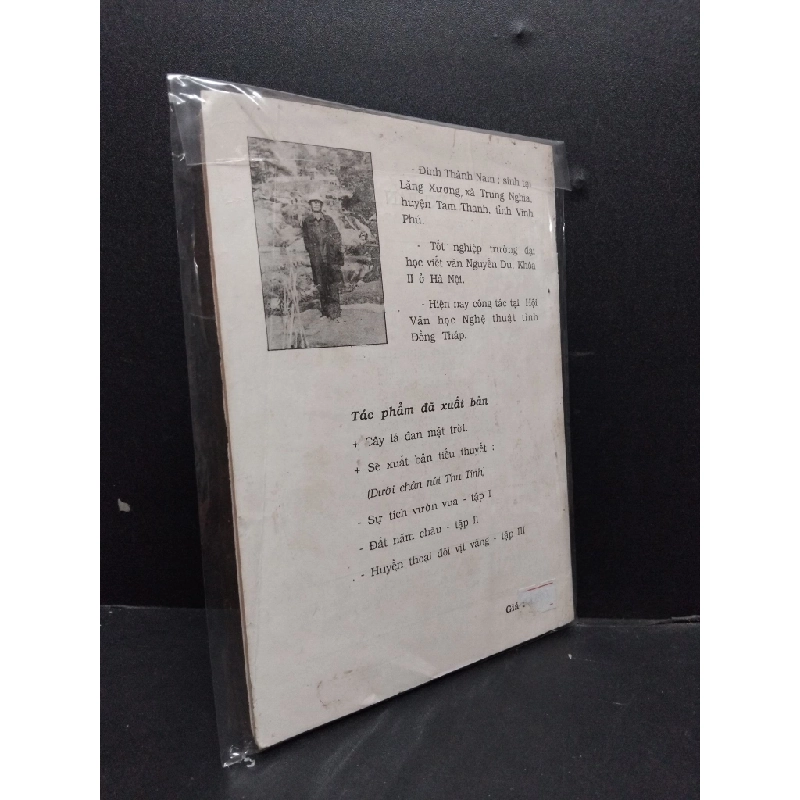 - Đinh Thành Nam : sinh tại
Lăng Xương, xã Trung Nghĩa,
huyện Tam Thanh, tỉnh Vĩnh
Phú.
- Tốt nghiệp trường đại
học viết văn Nguyễn Du, Khóa
II ở Hà Nội.
- Hiện nay công tác tại Hội
Văn học Nghệ thuật tỉnh
Đồng Tháp.
Tác phẩm đã xuất bản
+ Cây lá đan mặt trời.
+ Sẽ xuất bản tiểu thuyết :
(Dưới chân núi Thu Tinh)
- Sự tích vườn vua - tập I
- Đất năm châu - tập II
- Huyền thoại đôi vịt vàng - tập III
Giá :